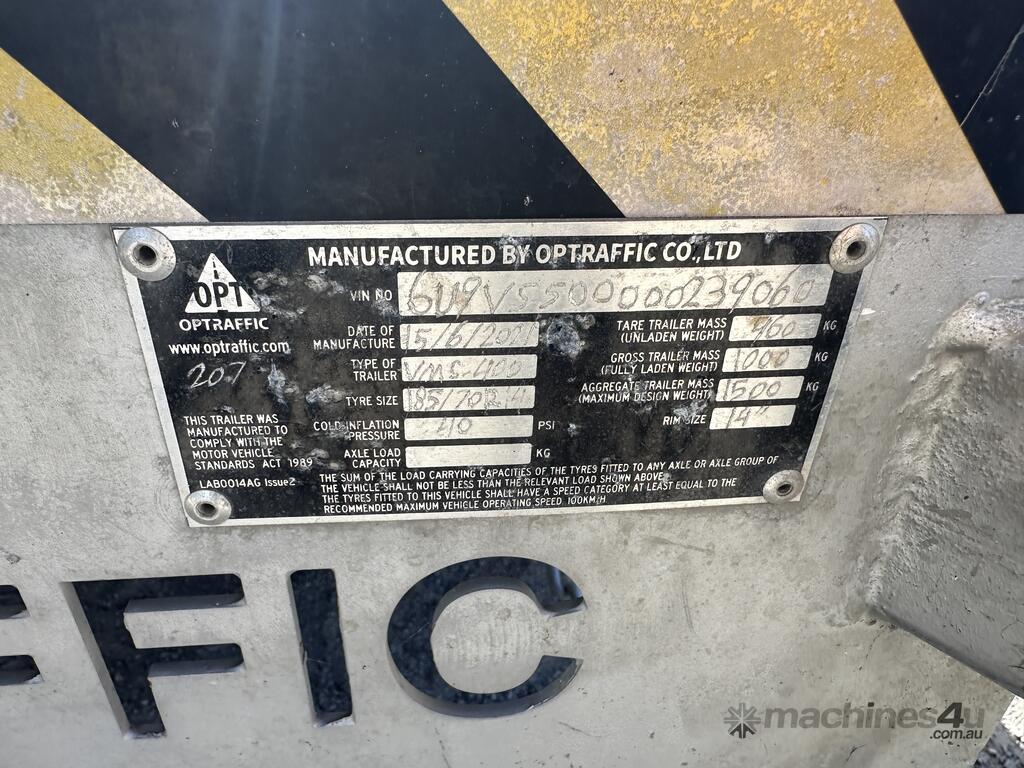 MANUFACTURED BY OPTRAFFIC CO.,LTD
OPT
OPTRAFFIC
www.optraffic.com
207
THIS TRAILER WAS
MANUFACTURED TO
COMPLY WITH THE
MOTOR VEHICLE
STANDARDS ACT 1989
LAB0014AG Issue2
VIN NO 6U9V5500000239060
DATE OF
MANUFACTURE 15/6/2021
TYPE OF
TRAILER VMS-400
TYRE SIZE 185/70R14
COLD INFLATION
PRESSURE 40 PSI
AXLE LOAD
CAPACITY KG
TARE TRAILER MASS
(UNLADEN WEIGHT) 960 KG
GROSS TRAILER MASS
(FULLY LADEN WEIGHT) 1000 KG
AGGREGATE TRAILER MASS
(MAXIMUM DESIGN WEIGHT) 1500 KG
RIM SIZE 14"
THE SUM OF THE LOAD CARRYING CAPACITIES OF THE TYRES FITTED TO ANY AXLE OR AXLE GROUP OF
THE VEHICLE SHALL NOT BE LESS THAN THE RELEVANT LOAD SHOWN ABOVE
THE TYRES FITTED TO THIS VEHICLE SHALL HAVE A SPEED CATEGORY AT LEAST EQUAL TO THE
RECOMMENDED MAXIMUM VEHICLE OPERATING SPEED. 100KM/H
FFIC
machines4u
.com.au